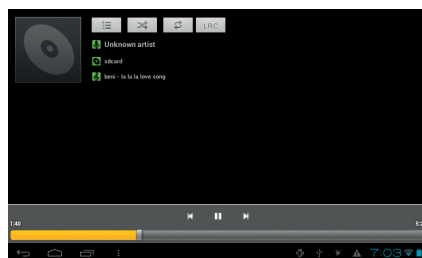 LRC
Unknown artist
sdcard
beni - la la la love song
1:40
7:03